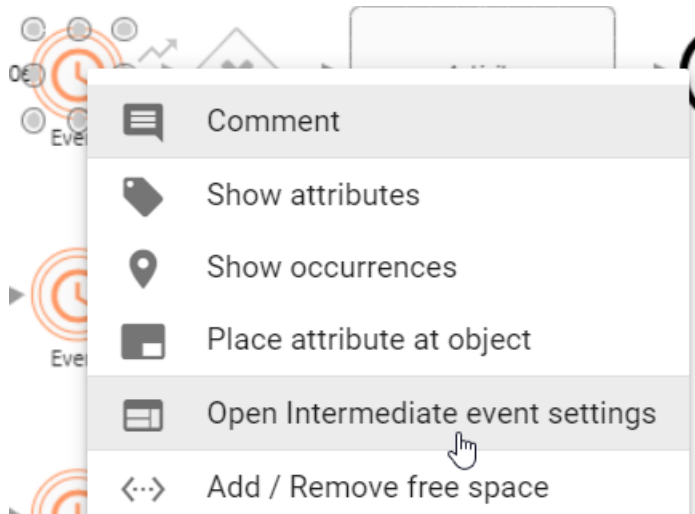 Comment
Show attributes
Show occurrences
Place attribute at object
Open Intermediate event settings
Add / Remove free space